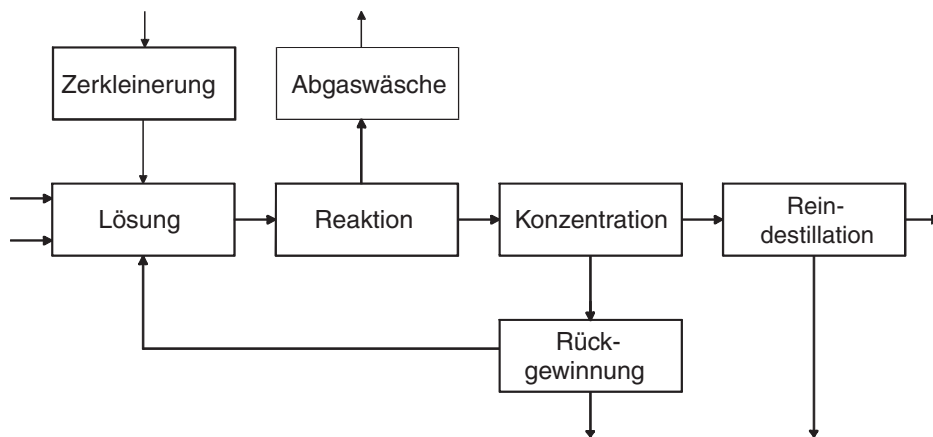 Zerkleinerung
Abgaswäsche
Lösung
Reaktion
Konzentration
Rein-
destillation
Rück-
gewinnung